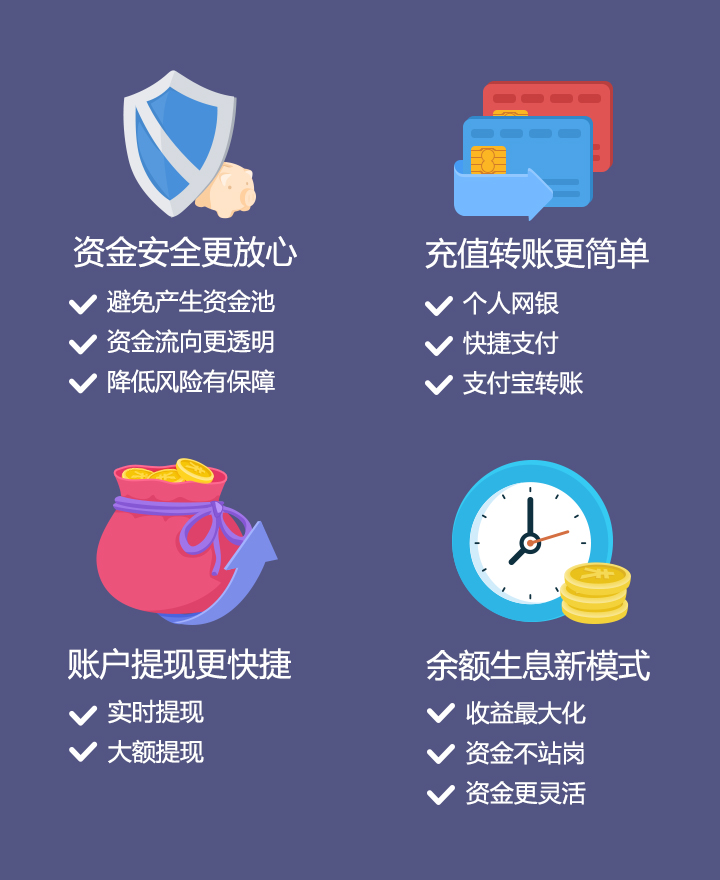 资金安全更放心
避免产生资金池
资金流向更透明
降低风险有保障
充值转账更简单
个人网银
快捷支付
支付宝转账
账户提现更快捷
实时提现
大额提现
余额生息新模式
收益最大化
资金不站岗
资金更灵活